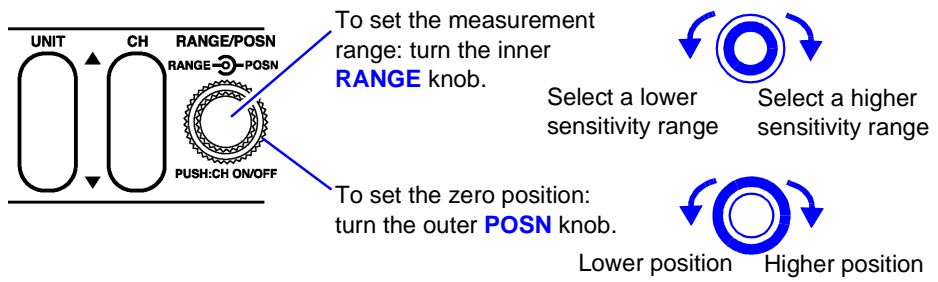 UNIT CH RANGE/POSN
RANGE POSN
PUSH:CH ON/OFF
To set the measurement
range: turn the inner
RANGE knob.
Select a lower
sensitivity range
Select a higher
sensitivity range
To set the zero position:
turn the outer POSN knob.
Lower position
Higher position